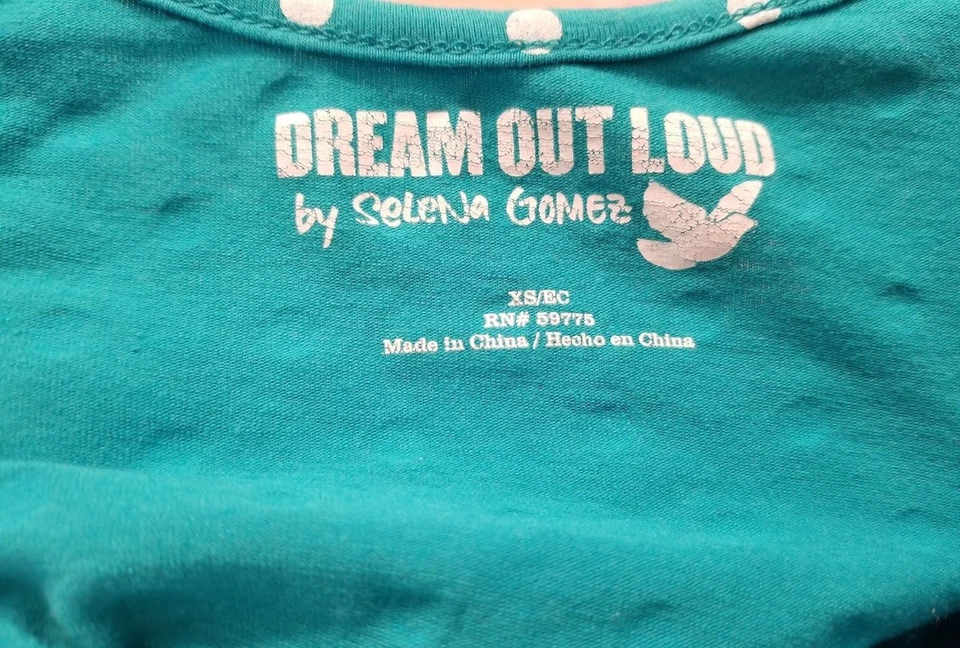 DREAM OUT LOUD
by SeLeNa GOMEZ
XS/EC
RN# 59775
Made in China / Hecho en China